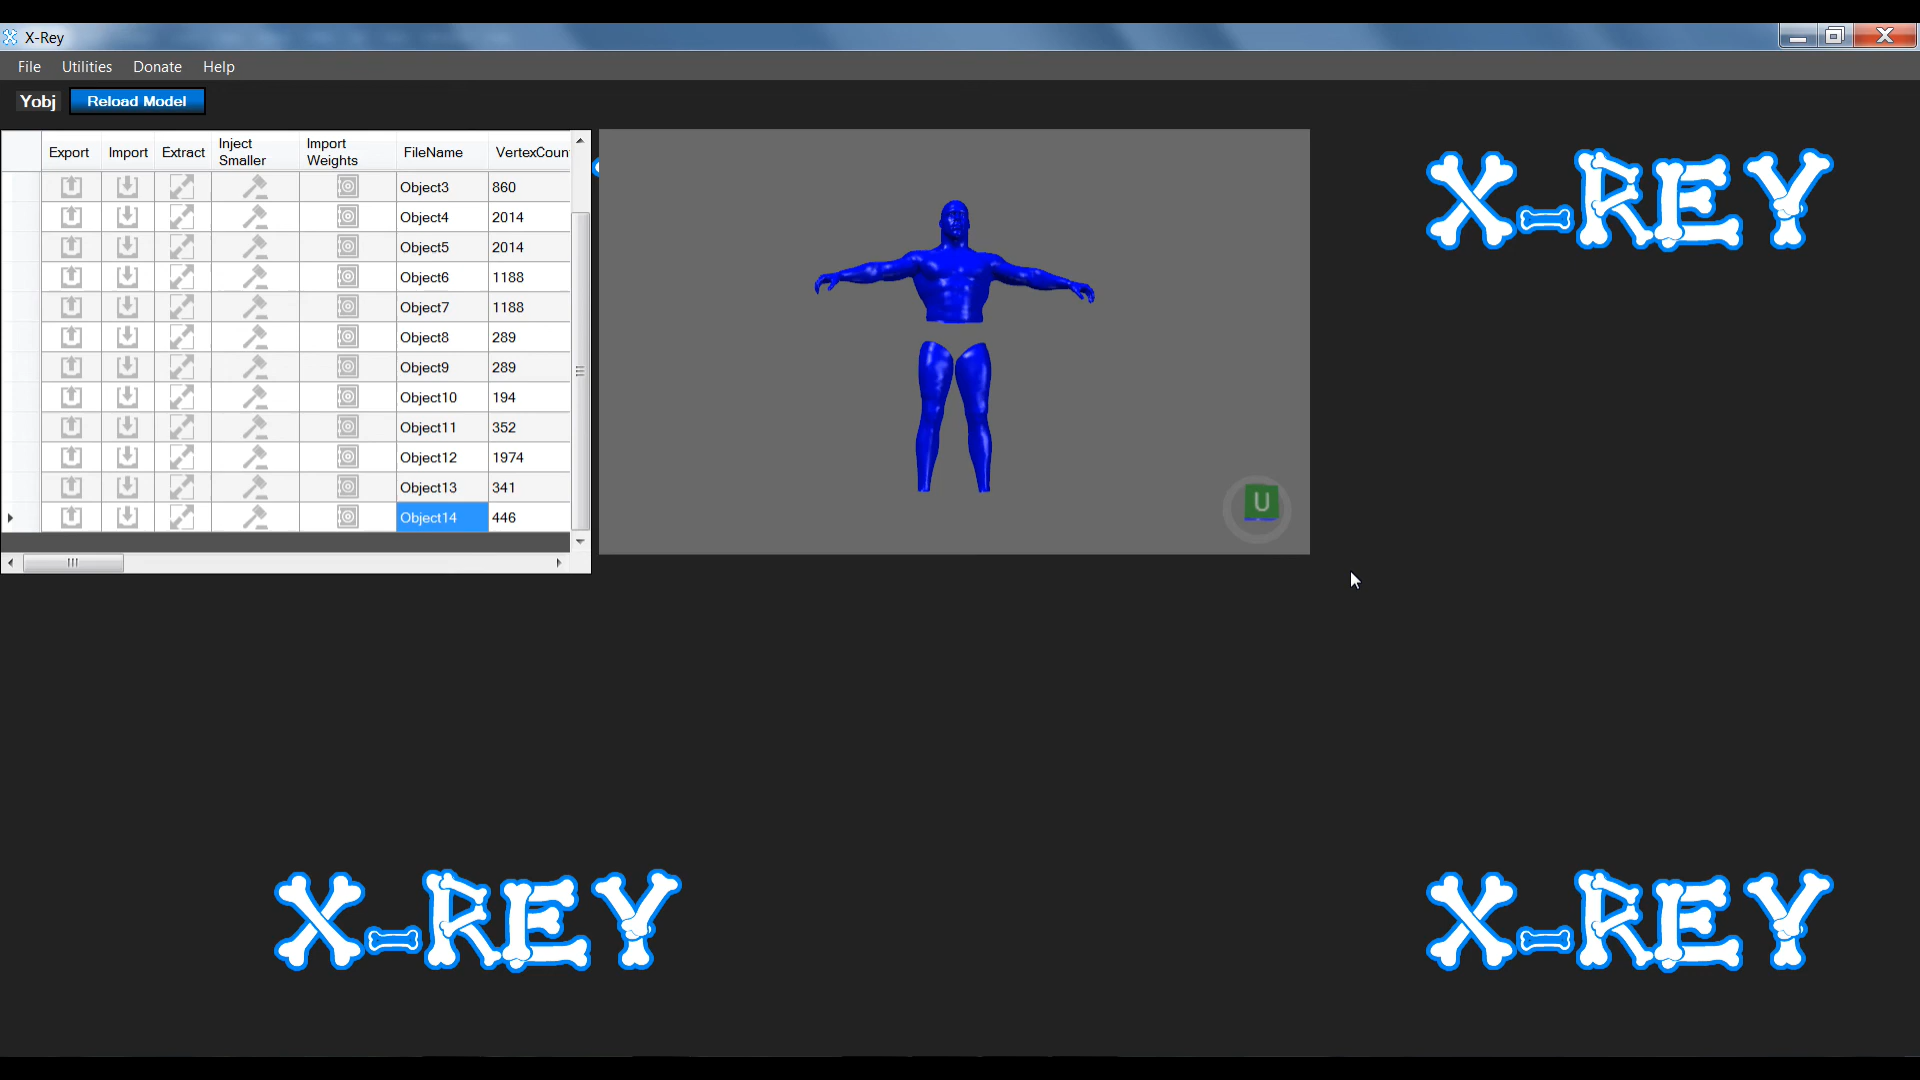 X-Rey
File Utilities Donate Help
Yobj Reload Model
Export Import Extract Inject Smaller Import Weights FileName VertexCoun
Object3 860
Object4 2014
Object5 2014
Object6 1188
Object7 1188
Object8 289
Object9 289
Object10 194
Object11 352
Object12 1974
Object13 341
Object14 446
U
X-REY
X-REY
X-REY